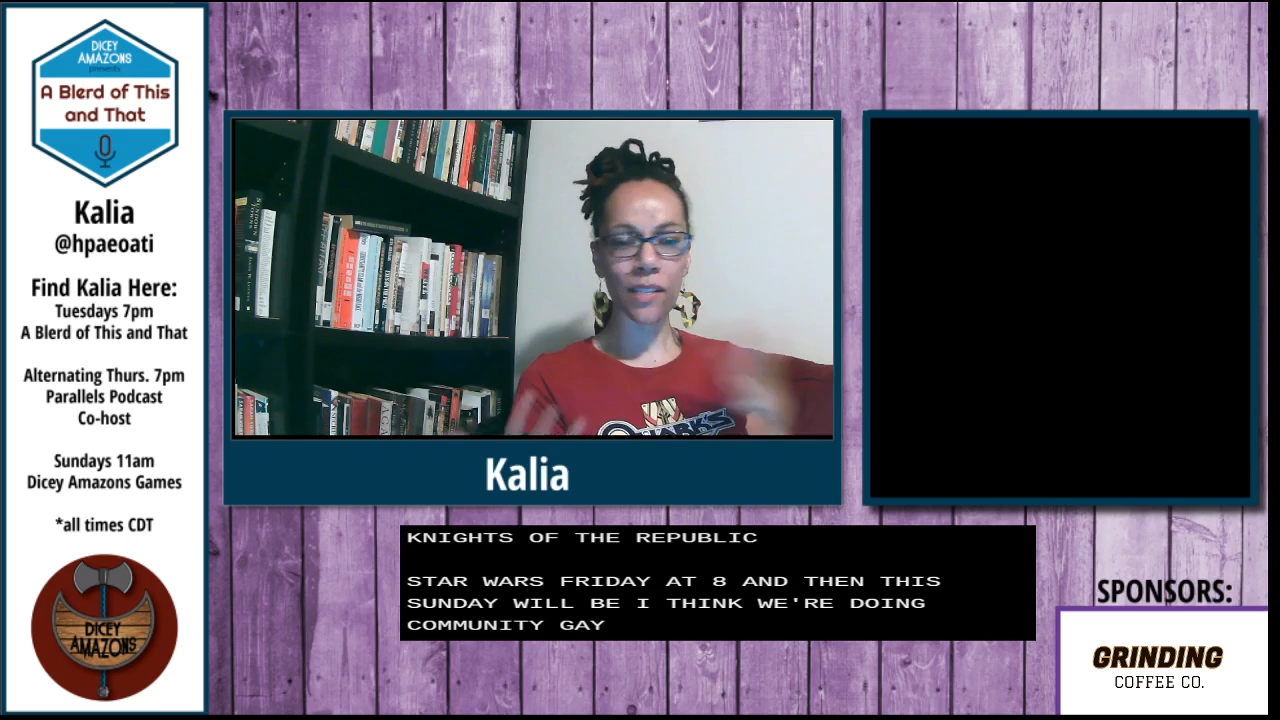 DICEY
AMAZONS
presents
A Blerd of This
and That
Kalia
@hpaeoati
Find Kalia Here:
Tuesdays 7pm
A Blerd of This and That
Alternating Thurs. 7pm
Parallels Podcast
Co-host
Sundays 11am
Dicey Amazons Games
*all times CDT
DICEY
AMAZONS
SUNDOWN
TOWNS
Kalia
KNIGHTS OF THE REPUBLIC
STAR WARS FRIDAY AT 8 AND THEN THIS
SUNDAY WILL BE I THINK WE'RE DOING
COMMUNITY GAY
SPONSORS:
GRINDING
COFFEE CO.